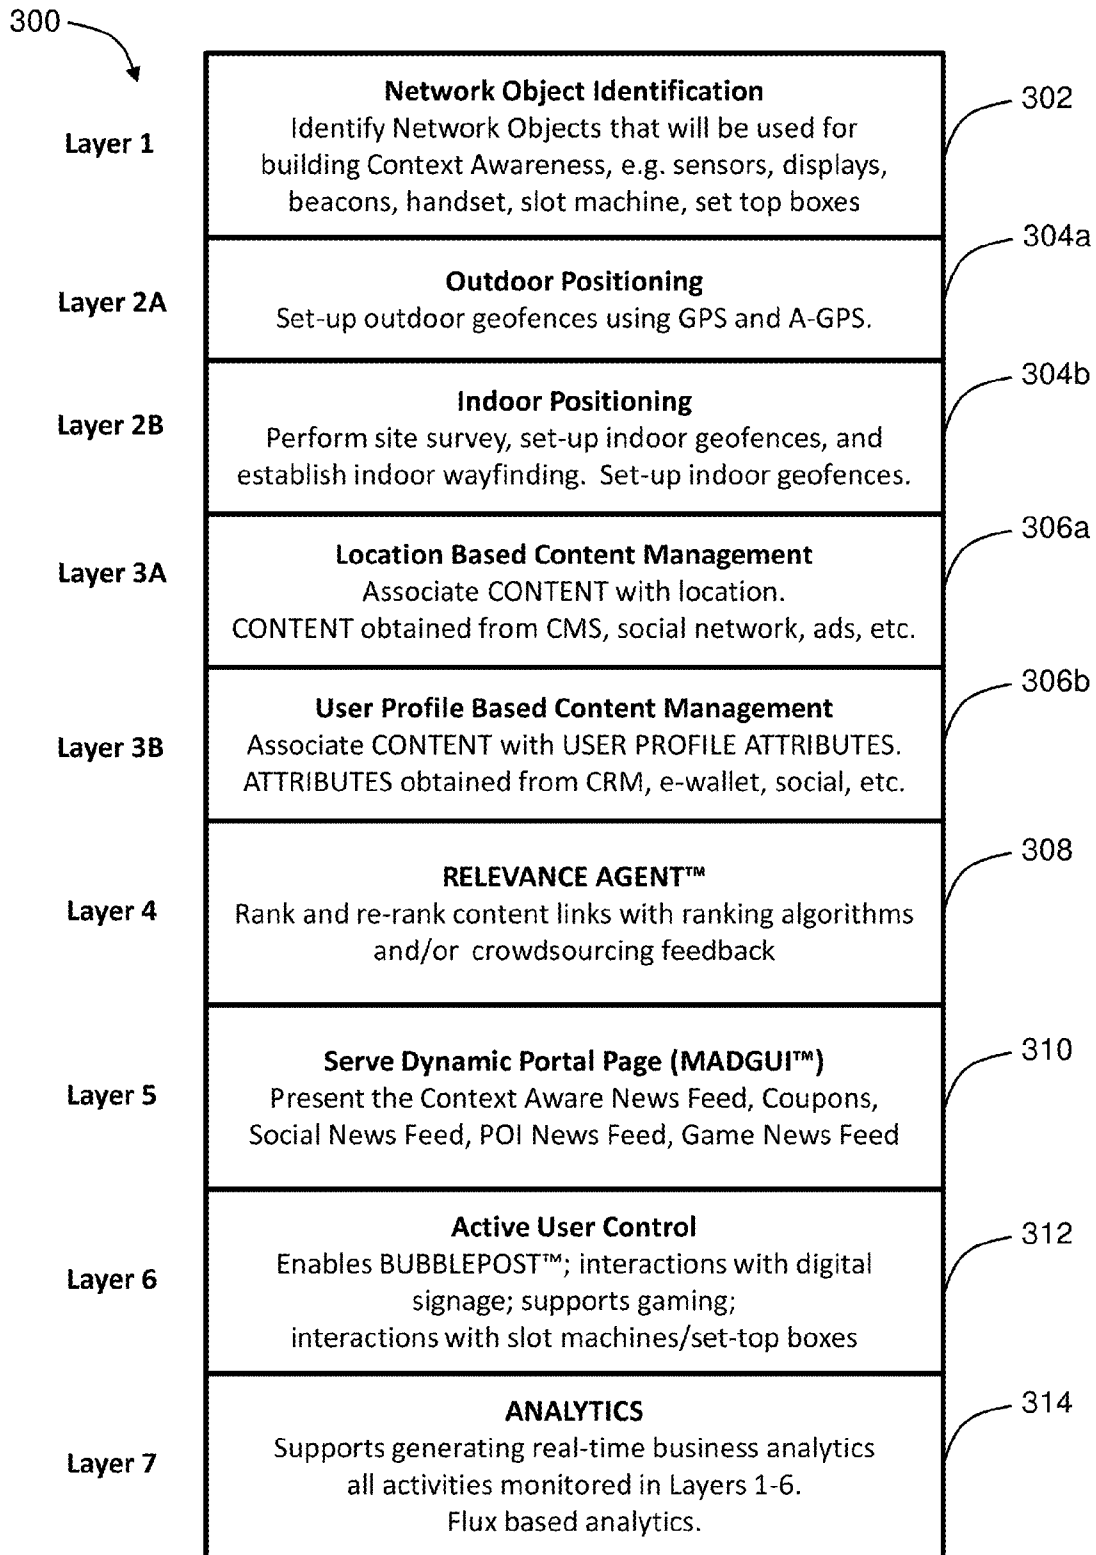 300
Layer 1
Network Object Identification
Identify Network Objects that will be used for
building Context Awareness, e.g. sensors, displays,
beacons, handset, slot machine, set top boxes
302
Layer 2A
Outdoor Positioning
Set-up outdoor geofences using GPS and A-GPS.
304a
Layer 2B
Indoor Positioning
Perform site survey, set-up indoor geofences, and
establish indoor wayfinding.  Set-up indoor geofences.
304b
Layer 3A
Location Based Content Management
Associate CONTENT with location.
CONTENT obtained from CMS, social network, ads, etc.
306a
Layer 3B
User Profile Based Content Management
Associate CONTENT with USER PROFILE ATTRIBUTES.
ATTRIBUTES obtained from CRM, e-wallet, social, etc.
306b
Layer 4
RELEVANCE AGENT™
Rank and re-rank content links with ranking algorithms
and/or  crowdsourcing feedback
308
Layer 5
Serve Dynamic Portal Page (MADGUI™)
Present the Context Aware News Feed, Coupons,
Social News Feed, POI News Feed, Game News Feed
310
Layer 6
Active User Control
Enables BUBBLEPOST™; interactions with digital
signage; supports gaming;
interactions with slot machines/set-top boxes
312
Layer 7
ANALYTICS
Supports generating real-time business analytics
all activities monitored in Layers 1-6.
Flux based analytics.
314